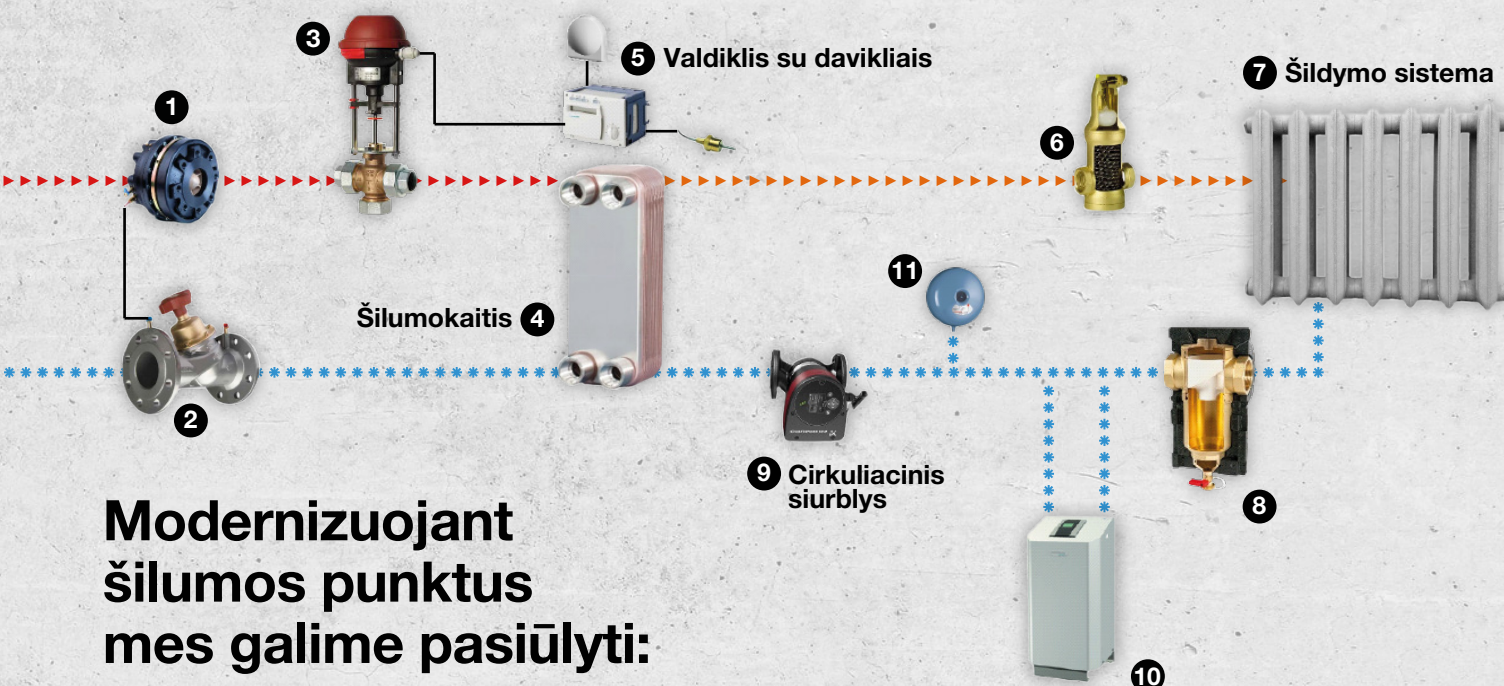 1
3
5 Valdiklis su davikliais
6
7 Šildymo sistema
Šilumokaitis 4
11
2
9 Cirkuliacinis
siurblys
8
10
Modernizuojant
šilumos punktus
mes galime pasiūlyti: